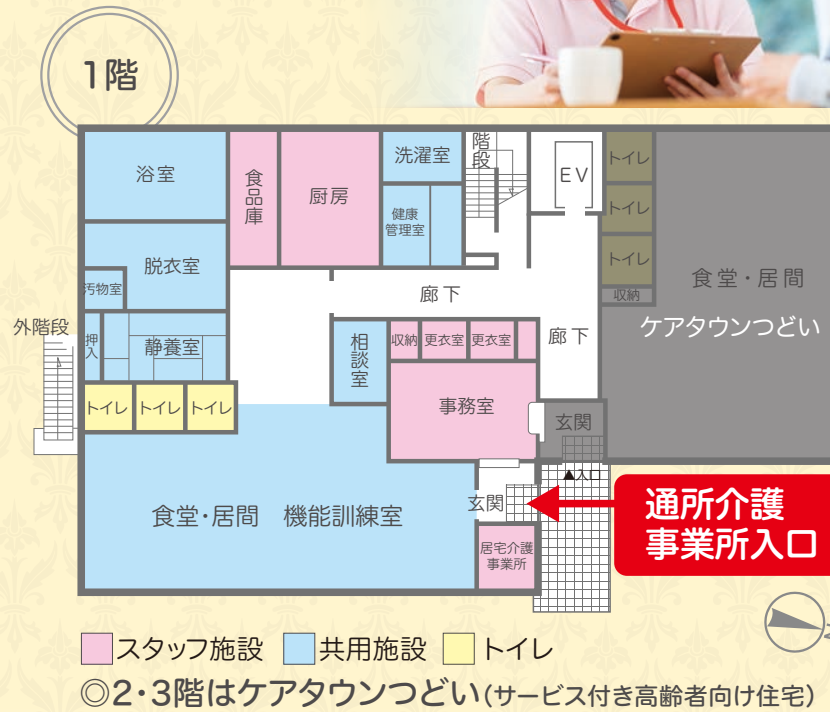 1階
浴室
食品庫
厨房
洗濯室
階段
EV
トイレ
健康
管理室
トイレ
脱衣室
トイレ
食堂・居間
汚物室
廊下
収納
ケアタウンつどい
外階段
押入
静養室
相談室
収納
更衣室
更衣室
廊下
トイレ
トイレ
トイレ
事務室
玄関
▲入口
食堂・居間 機能訓練室
玄関
通所介護
事業所入口
居宅介護
事業所
スタッフ施設 共用施設 トイレ
◎2・3階はケアタウンつどい(サービス付き高齢者向け住宅)